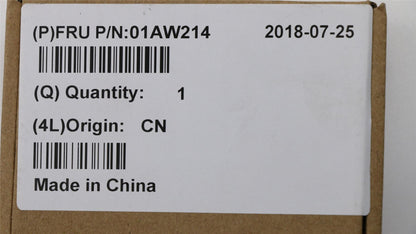 (P)FRU P/N:01AW214 2018-07-25
(Q) Quantity: 1
(4L)Origin: CN
Made in China